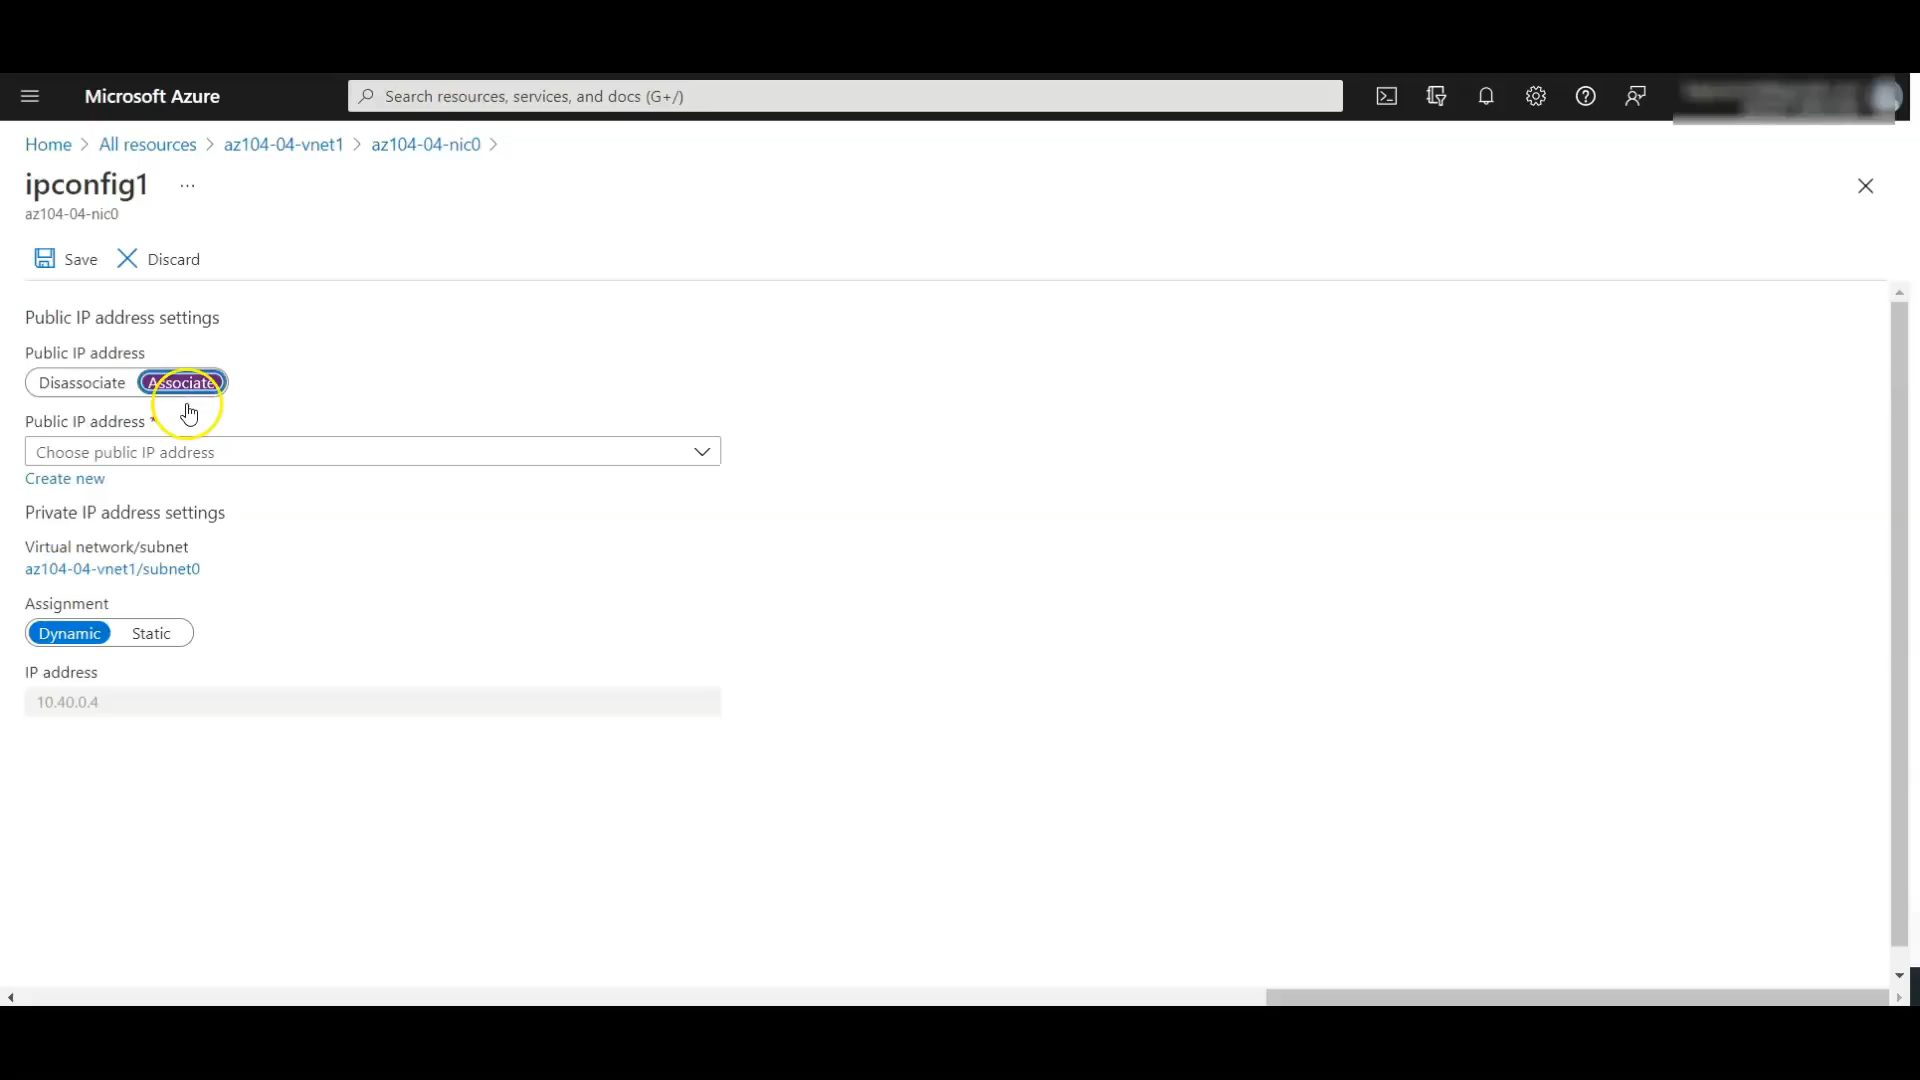 Microsoft Azure
Search resources, services, and docs (G+/)
Home > All resources > az104-04-vnet1 > az104-04-nic0 >
ipconfig1 ...
az104-04-nic0
Save Discard
Public IP address settings
Public IP address
Disassociate Associate
Public IP address *
Choose public IP address
Create new
Private IP address settings
Virtual network/subnet
az104-04-vnet1/subnet0
Assignment
Dynamic Static
IP address
10.40.0.4